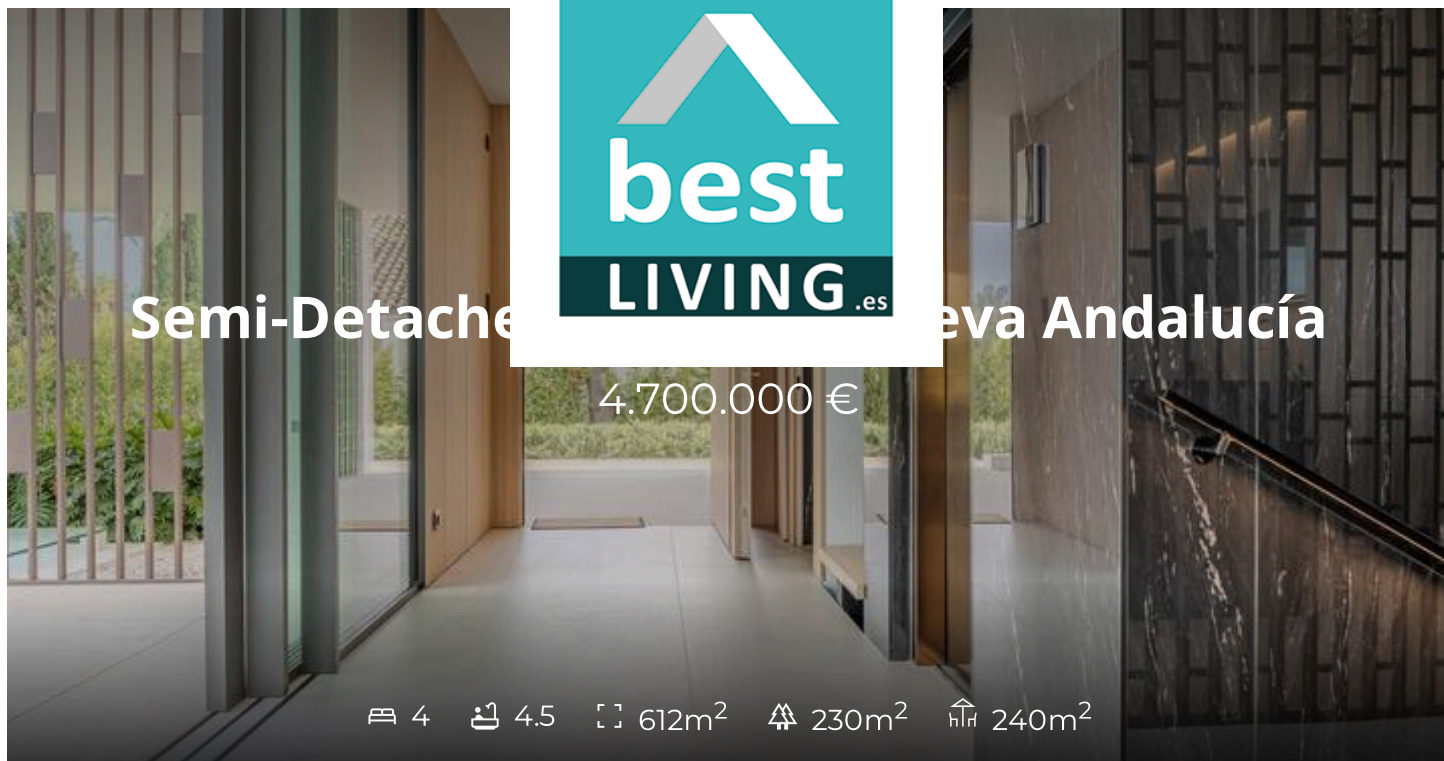 best
LIVING.es
Semi-Detache eva Andalucía
4.700.000 €
4 4.5 612m² 230m² 240m²